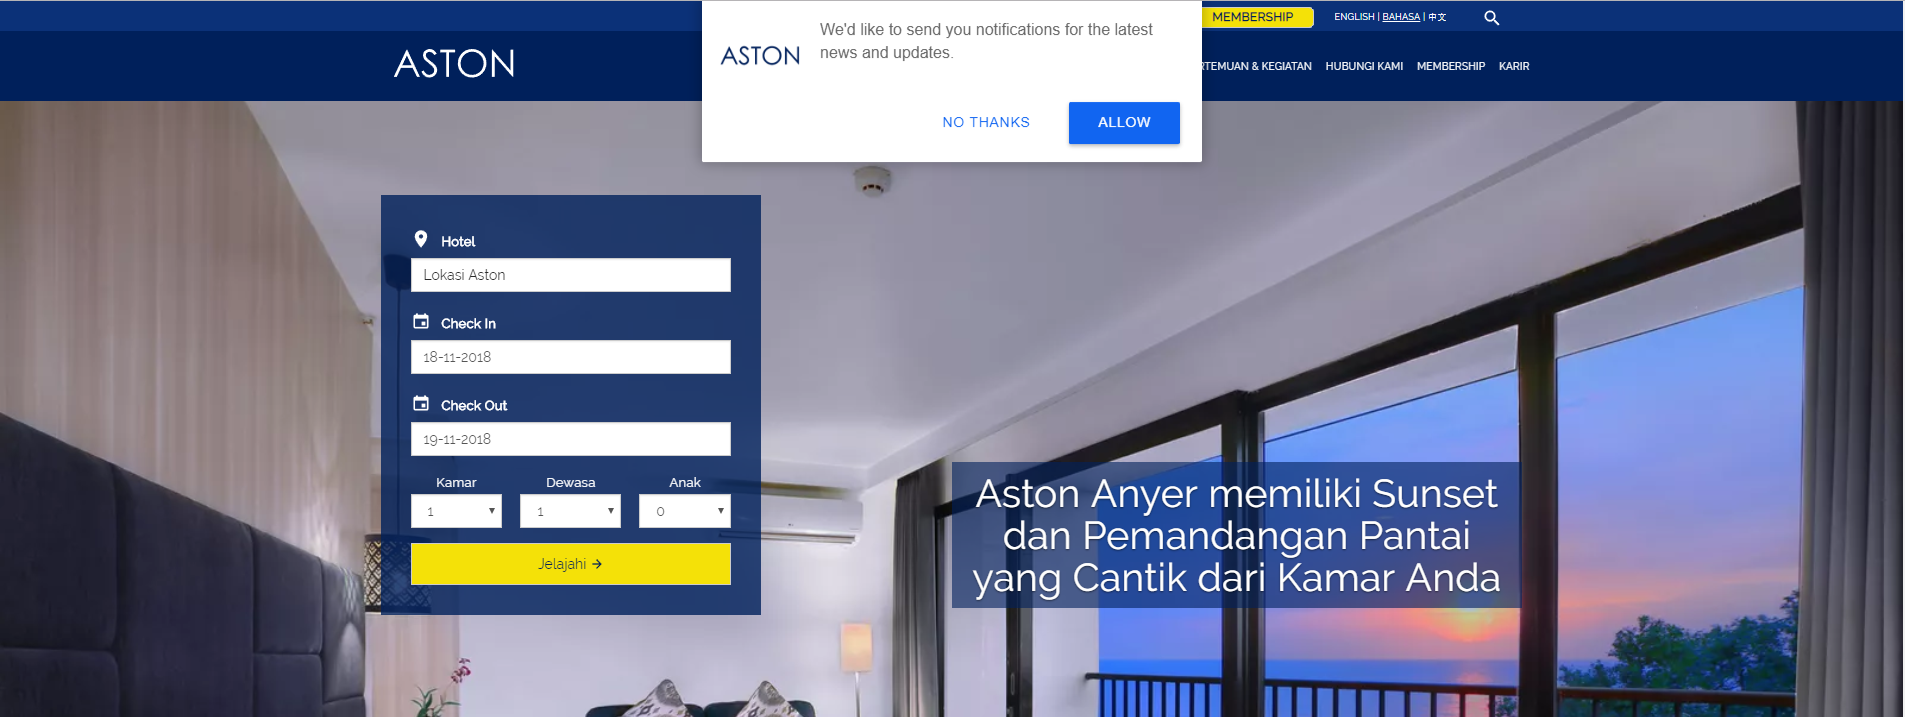 MEMBERSHIP
ENGLISH | BAHASA | 中文
ASTON
ASTON
We'd like to send you notifications for the latest
news and updates.
NO THANKS
ALLOW
& KEGIATAN
HUBUNGI KAMI
MEMBERSHIP
KARIR
Hotel
Lokasi Aston
Check In
18-11-2018
Check Out
19-11-2018
Kamar
Dewasa
Anak
1
1
0
Jelajahi →
Aston Anyer memiliki Sunset
dan Pemandangan Pantai
yang Cantik dari Kamar Anda